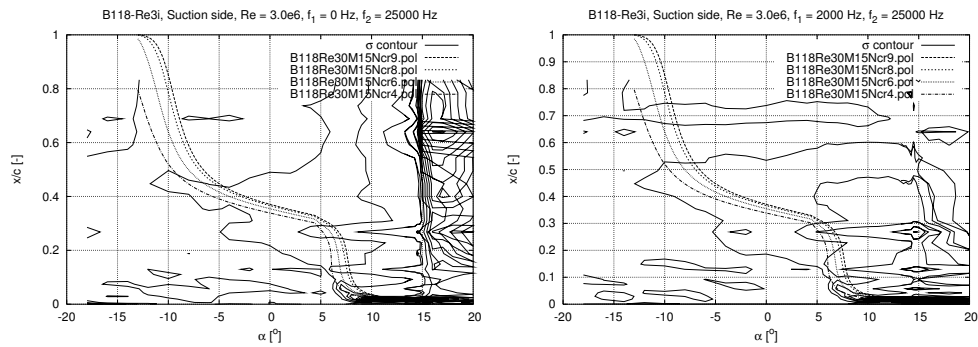 B118-Re3i, Suction side, Re = 3.0e6, f1 = 0 Hz, f2 = 25000 Hz
σ contour
B118Re30M15Ncr9.pol
B118Re30M15Ncr8.pol
B118Re30M15Ncr6.pol
B118Re30M15Ncr4.pol
x/c [-]
1
0.8
0.6
0.4
0.2
0
-20 -15 -10 -5 0 5 10 15 20
α [°]
B118-Re3i, Suction side, Re = 3.0e6, f1 = 2000 Hz, f2 = 25000 Hz
σ contour
B118Re30M15Ncr9.pol
B118Re30M15Ncr8.pol
B118Re30M15Ncr6.pol
B118Re30M15Ncr4.pol
x/c [-]
1
0.9
0.8
0.7
0.6
0.5
0.4
0.3
0.2
0.1
0
-20 -15 -10 -5 0 5 10 15 20
α [°]